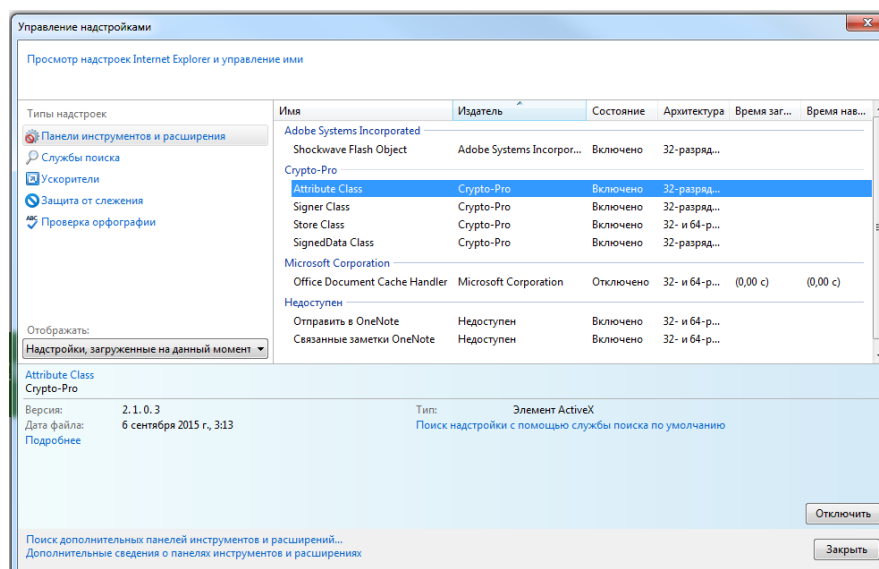 Управление надстройками
Просмотр надстроек Internet Explorer и управление ими
Типы надстроек
Панели инструментов и расширения
Службы поиска
Ускорители
Защита от слежения
ABC Проверка орфографии
Отображать:
Надстройки, загруженные на данный момент
Имя Издатель Состояние Архитектура Время заг... Время нав...
Adobe Systems Incorporated
Shockwave Flash Object Adobe Systems Incorpor... Включено 32-разряд...
Crypto-Pro
Attribute Class Crypto-Pro Включено 32-разряд...
Signer Class Crypto-Pro Включено 32-разряд...
Store Class Crypto-Pro Включено 32- и 64-р...
SignedData Class Crypto-Pro Включено 32-разряд...
Microsoft Corporation
Office Document Cache Handler Microsoft Corporation Отключено 32- и 64-р... (0,00 с) (0,00 с)
Недоступен
Отправить в OneNote Недоступен Включено 32- и 64-р...
Связанные заметки OneNote Недоступен Включено 32- и 64-р...
Attribute Class
Crypto-Pro
Версия: 2.1.0.3 Тип: Элемент ActiveX
Дата файла: 6 сентября 2015 г., 3:13 Поиск надстройки с помощью службы поиска по умолчанию
Подробнее
Отключить
Поиск дополнительных панелей инструментов и расширений...
Дополнительные сведения о панелях инструментов и расширениях
Закрыть